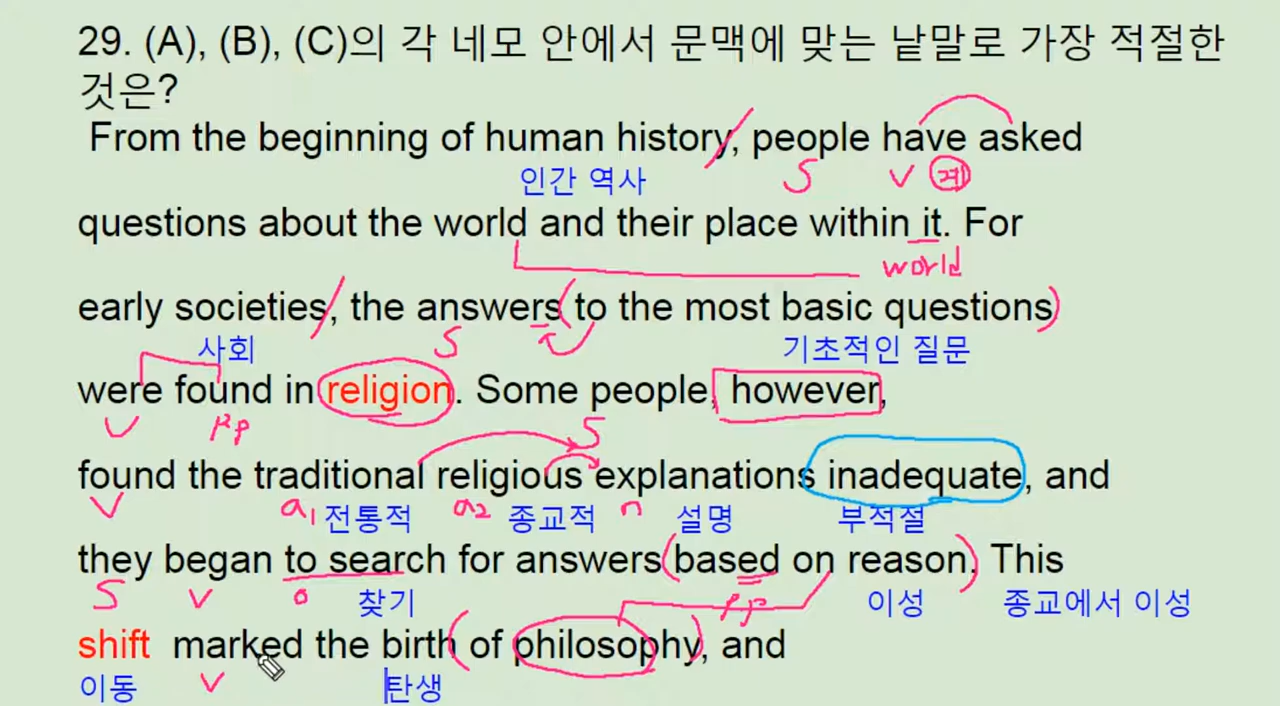 29. (A), (B), (C)의 각 네모 안에서 문맥에 맞는 낱말로 가장 적절한
것은?
From the beginning of human history, people have asked
인간 역사 S V 계
questions about the world and their place within it. For
world
early societies, the answers to the most basic questions
사회 S 기초적인 질문
were found in religion. Some people, however,
V pp S
found the traditional religious explanations inadequate, and
V a1 전통적 a2 종교적 n 설명 부적절
they began to search for answers based on reason. This
S V o 찾기 pp 이성 종교에서 이성
shift marked the birth of philosophy, and
이동 V 탄생